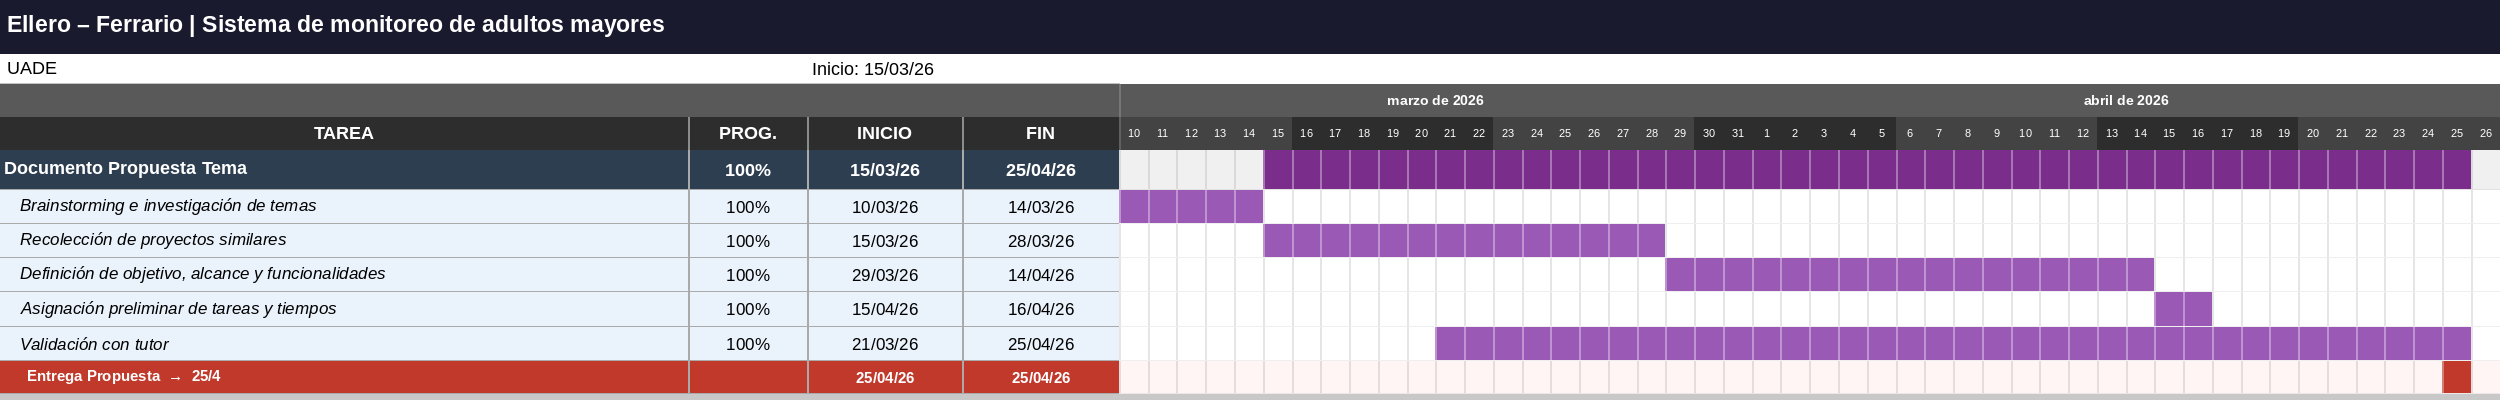 Ellero – Ferrario | Sistema de monitoreo de adultos mayores
UADE Inicio: 15/03/26
marzo de 2026 abril de 2026
TAREA PROG. INICIO FIN 10 11 12 13 14 15 16 17 18 19 20 21 22 23 24 25 26 27 28 29 30 31 1 2 3 4 5 6 7 8 9 10 11 12 13 14 15 16 17 18 19 20 21 22 23 24 25 26
Documento Propuesta Tema 100% 15/03/26 25/04/26
Brainstorming e investigación de temas 100% 10/03/26 14/03/26
Recolección de proyectos similares 100% 15/03/26 28/03/26
Definición de objetivo, alcance y funcionalidades 100% 29/03/26 14/04/26
Asignación preliminar de tareas y tiempos 100% 15/04/26 16/04/26
Validación con tutor 100% 21/03/26 25/04/26
Entrega Propuesta → 25/4 25/04/26 25/04/26